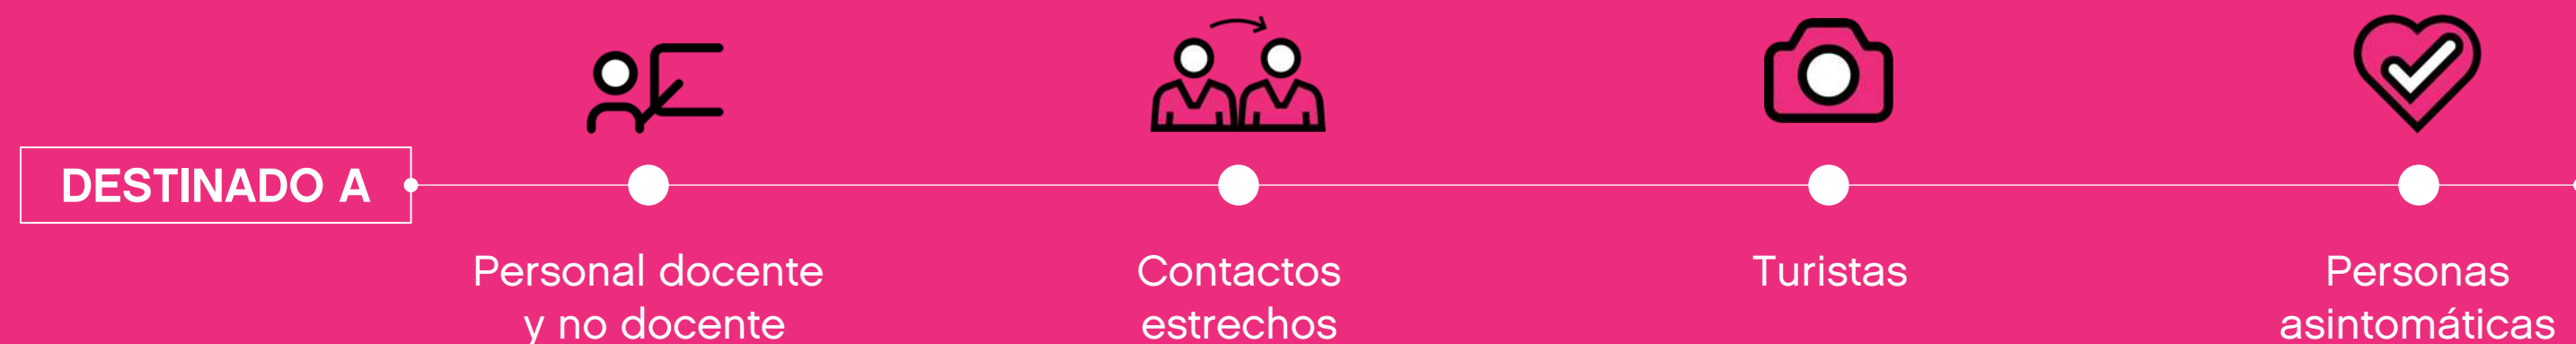 DESTINADO A
Personal docente
y no docente
Contactos
estrechos
Turistas
Personas
asintomáticas